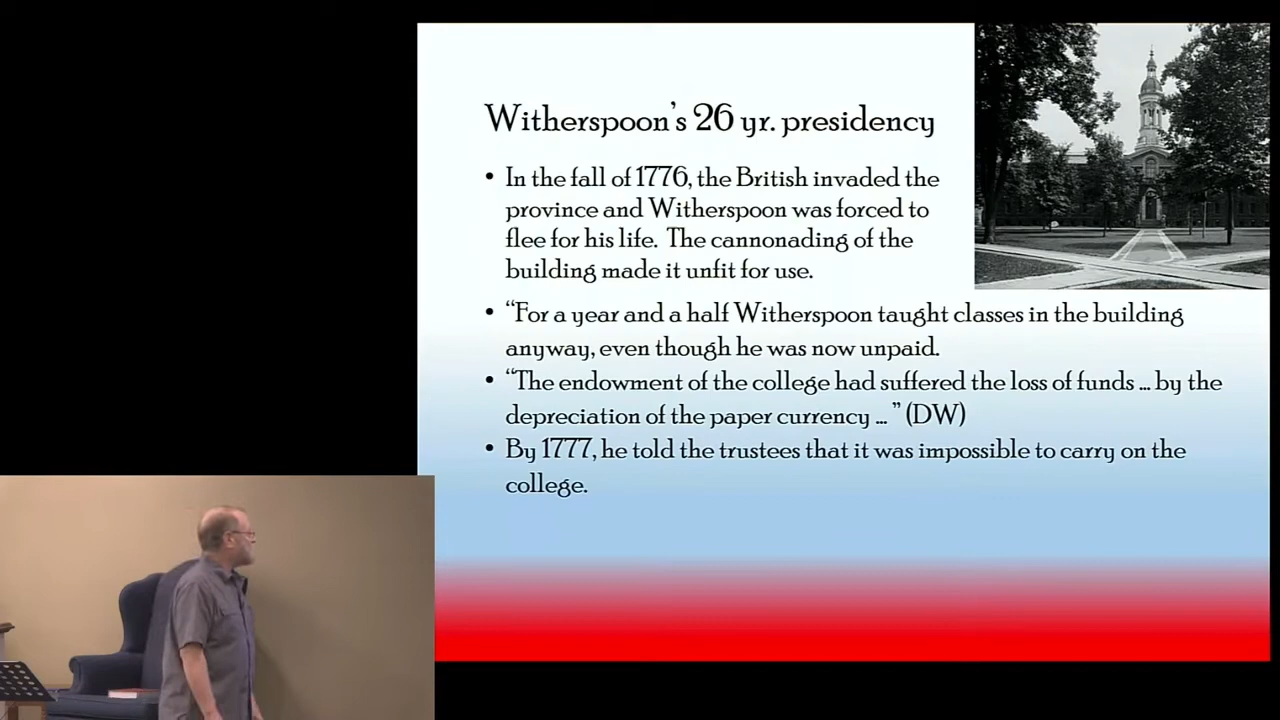 Witherspoon's 26 yr. presidency
• In the fall of 1776, the British invaded the
province and Witherspoon was forced to
flee for his life. The cannonading of the
building made it unfit for use.
• “For a year and a half Witherspoon taught classes in the building
anyway, even though he was now unpaid.
• “The endowment of the college had suffered the loss of funds ... by the
depreciation of the paper currency ... ” (DW)
• By 1777, he told the trustees that it was impossible to carry on the
college.